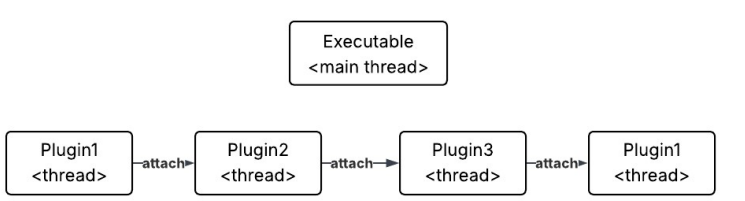 Executable
<main thread>
Plugin1
<thread>
attach
Plugin2
<thread>
attach
Plugin3
<thread>
attach
Plugin1
<thread>